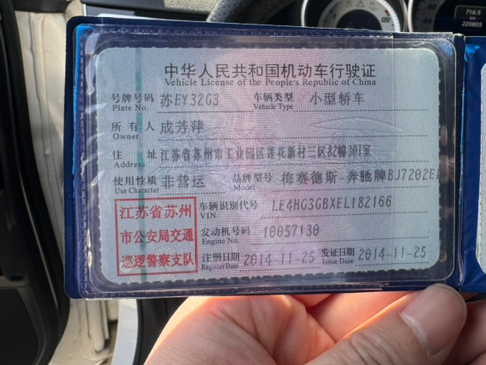 中华人民共和国机动车行驶证
Vehicle License of the People's Republic of China
号牌号码 苏EY32G3 车辆类型 小型轿车
Plate No. Vehicle Type
所有人 成芳萍
Owner
住址 江苏省苏州市工业园区莲花新村三区82幢301室
Address
使用性质 非营运 品牌型号 梅赛德斯-奔驰牌BJ7202E
Use Character Model
江苏省苏州
市公安局交通
巡逻警察支队
车辆识别代号 LE4HG3GBXEL182166
VIN
发动机号码 18057130
Engine No.
注册日期 2014-11-25 发证日期 2014-11-25
Register Date Issue Date